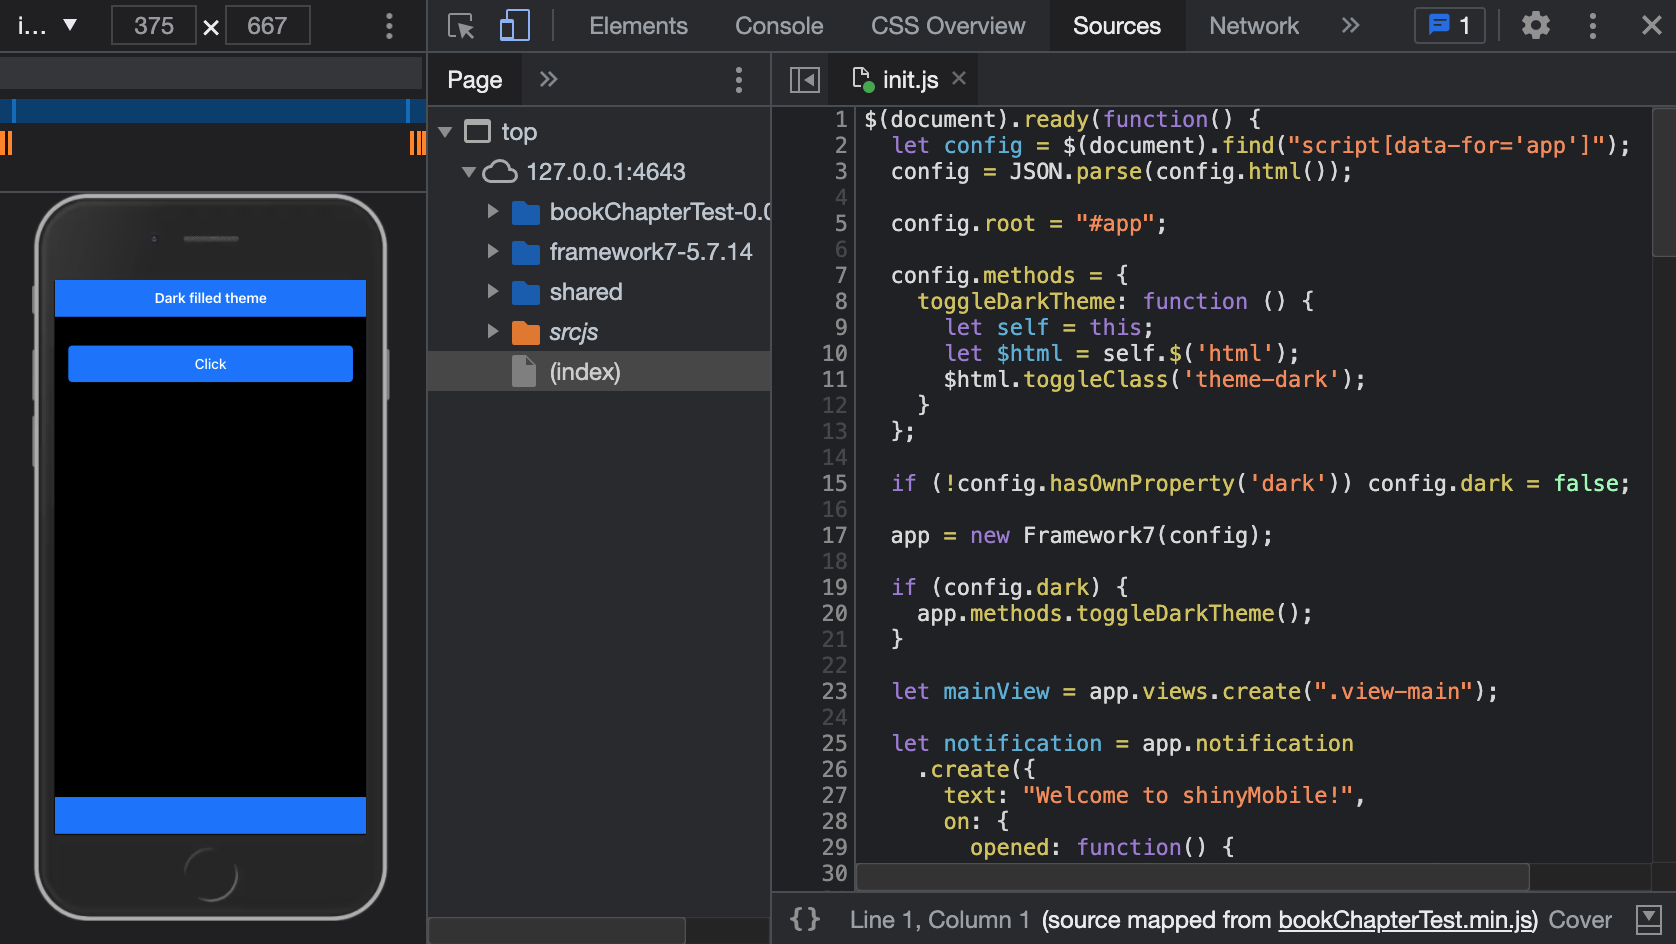 i... ▼ 375 × 667
Elements Console CSS Overview Sources Network » 1
Page »
init.js ×
top
127.0.0.1:4643
bookChapterTest-0.0
framework7-5.7.14
shared
srcjs
(index)
Dark filled theme
Click
1 $(document).ready(function() {
2 let config = $(document).find("script[data-for='app']");
3 config = JSON.parse(config.html());
4
5 config.root = "#app";
6
7 config.methods = {
8 toggleDarkTheme: function () {
9 let self = this;
10 let $html = self.$('html');
11 $html.toggleClass('theme-dark');
12 }
13 };
14
15 if (!config.hasOwnProperty('dark')) config.dark = false;
16
17 app = new Framework7(config);
18
19 if (config.dark) {
20 app.methods.toggleDarkTheme();
21 }
22
23 let mainView = app.views.create(".view-main");
24
25 let notification = app.notification
26 .create({
27 text: "Welcome to shinyMobile!",
28 on: {
29 opened: function() {
30
{} Line 1, Column 1 (source mapped from bookChapterTest.min.js) Cover